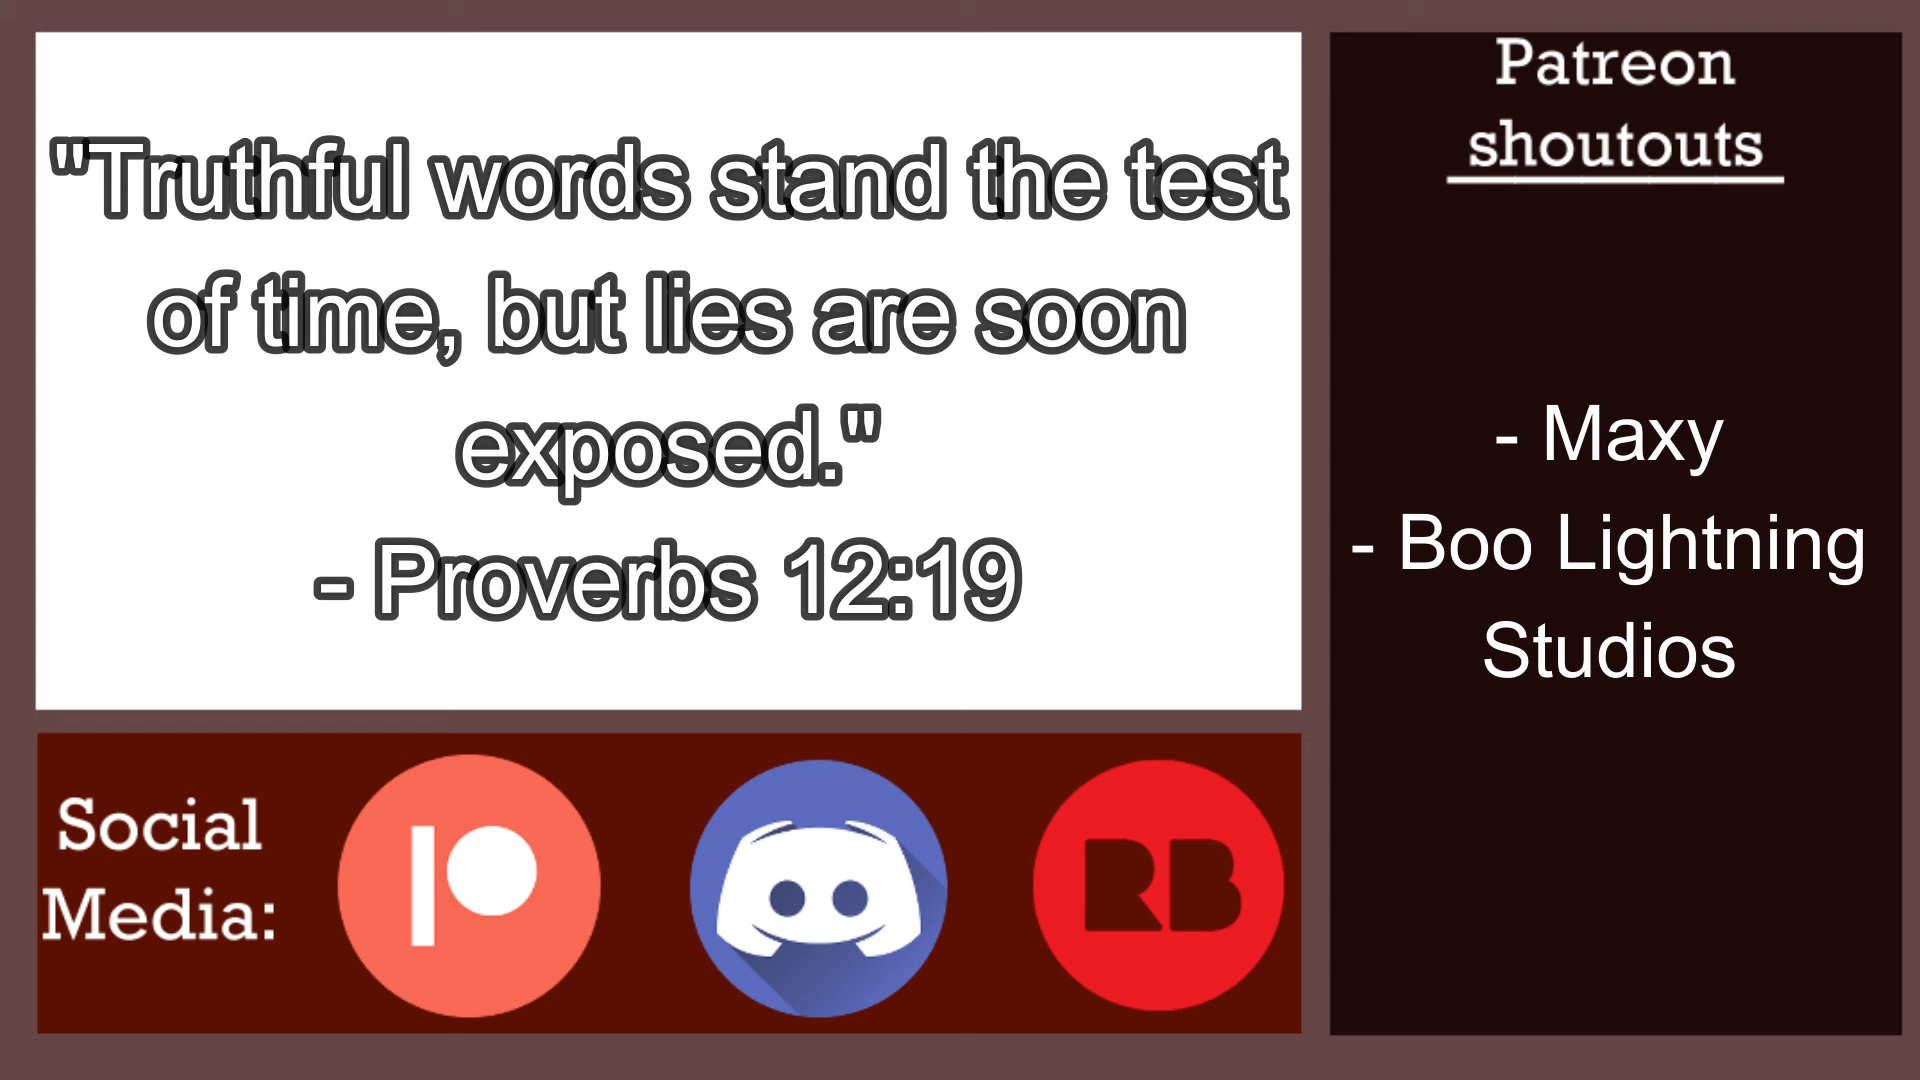 "Truthful words stand the test
of time, but lies are soon
exposed."
- Proverbs 12:19
Patreon
shoutouts
- Maxy
- Boo Lightning
Studios
Social
Media:
RB